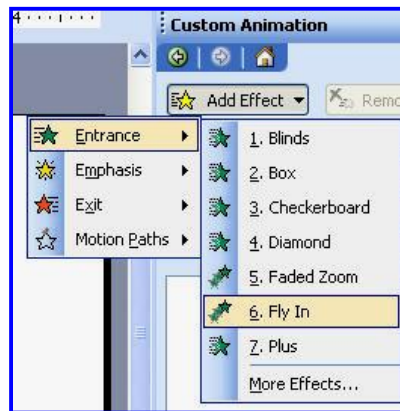 4
Custom Animation
Add Effect
Remo
Entrance
Emphasis
Exit
Motion Paths
1. Blinds
2. Box
3. Checkerboard
4. Diamond
5. Faded Zoom
6. Fly In
7. Plus
More Effects...